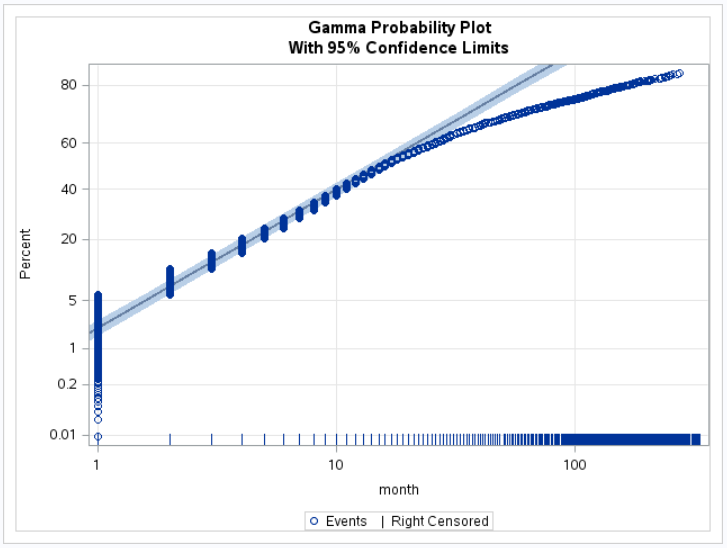 Gamma Probability Plot
With 95% Confidence Limits
80
60
40
20
5
1
0.2
0.01
Percent
1 10 100
month
Events Right Censored